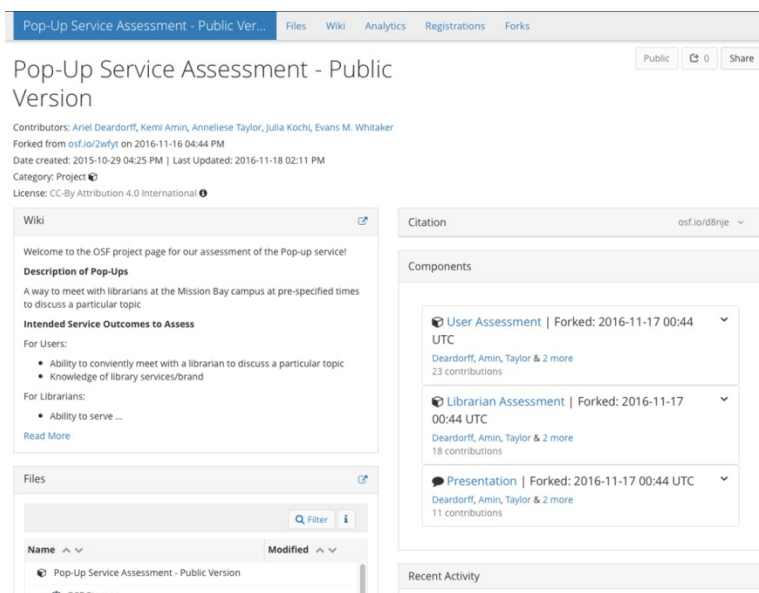 Pop-Up Service Assessment - Public Ver...
Files
Wiki
Analytics
Registrations
Forks
Public
0
Share
Pop-Up Service Assessment - Public
Version
Contributors: Ariel Deardorff, Kemi Amin, Anneliese Taylor, Julia Kochi, Evans M. Whitaker
Forked from osf.io/2wfyt on 2016-11-16 04:44 PM
Date created: 2015-10-29 04:25 PM | Last Updated: 2016-11-18 02:11 PM
Category: Project
License: CC-By Attribution 4.0 International
Wiki
Welcome to the OSF project page for our assessment of the Pop-up service!
Description of Pop-Ups
A way to meet with librarians at the Mission Bay campus at pre-specified times
to discuss a particular topic
Intended Service Outcomes to Assess
For Users:
Ability to conviently meet with a librarian to discuss a particular topic
Knowledge of library services/brand
For Librarians:
Ability to serve ...
Read More
Files
Filter
Name
Modified
Pop-Up Service Assessment - Public Version
Citation
osf.io/d8nje
Components
User Assessment | Forked: 2016-11-17 00:44
UTC
Deardorff, Amin, Taylor & 2 more
23 contributions
Librarian Assessment | Forked: 2016-11-17
00:44 UTC
Deardorff, Amin, Taylor & 2 more
18 contributions
Presentation | Forked: 2016-11-17 00:44 UTC
Deardorff, Amin, Taylor & 2 more
11 contributions
Recent Activity